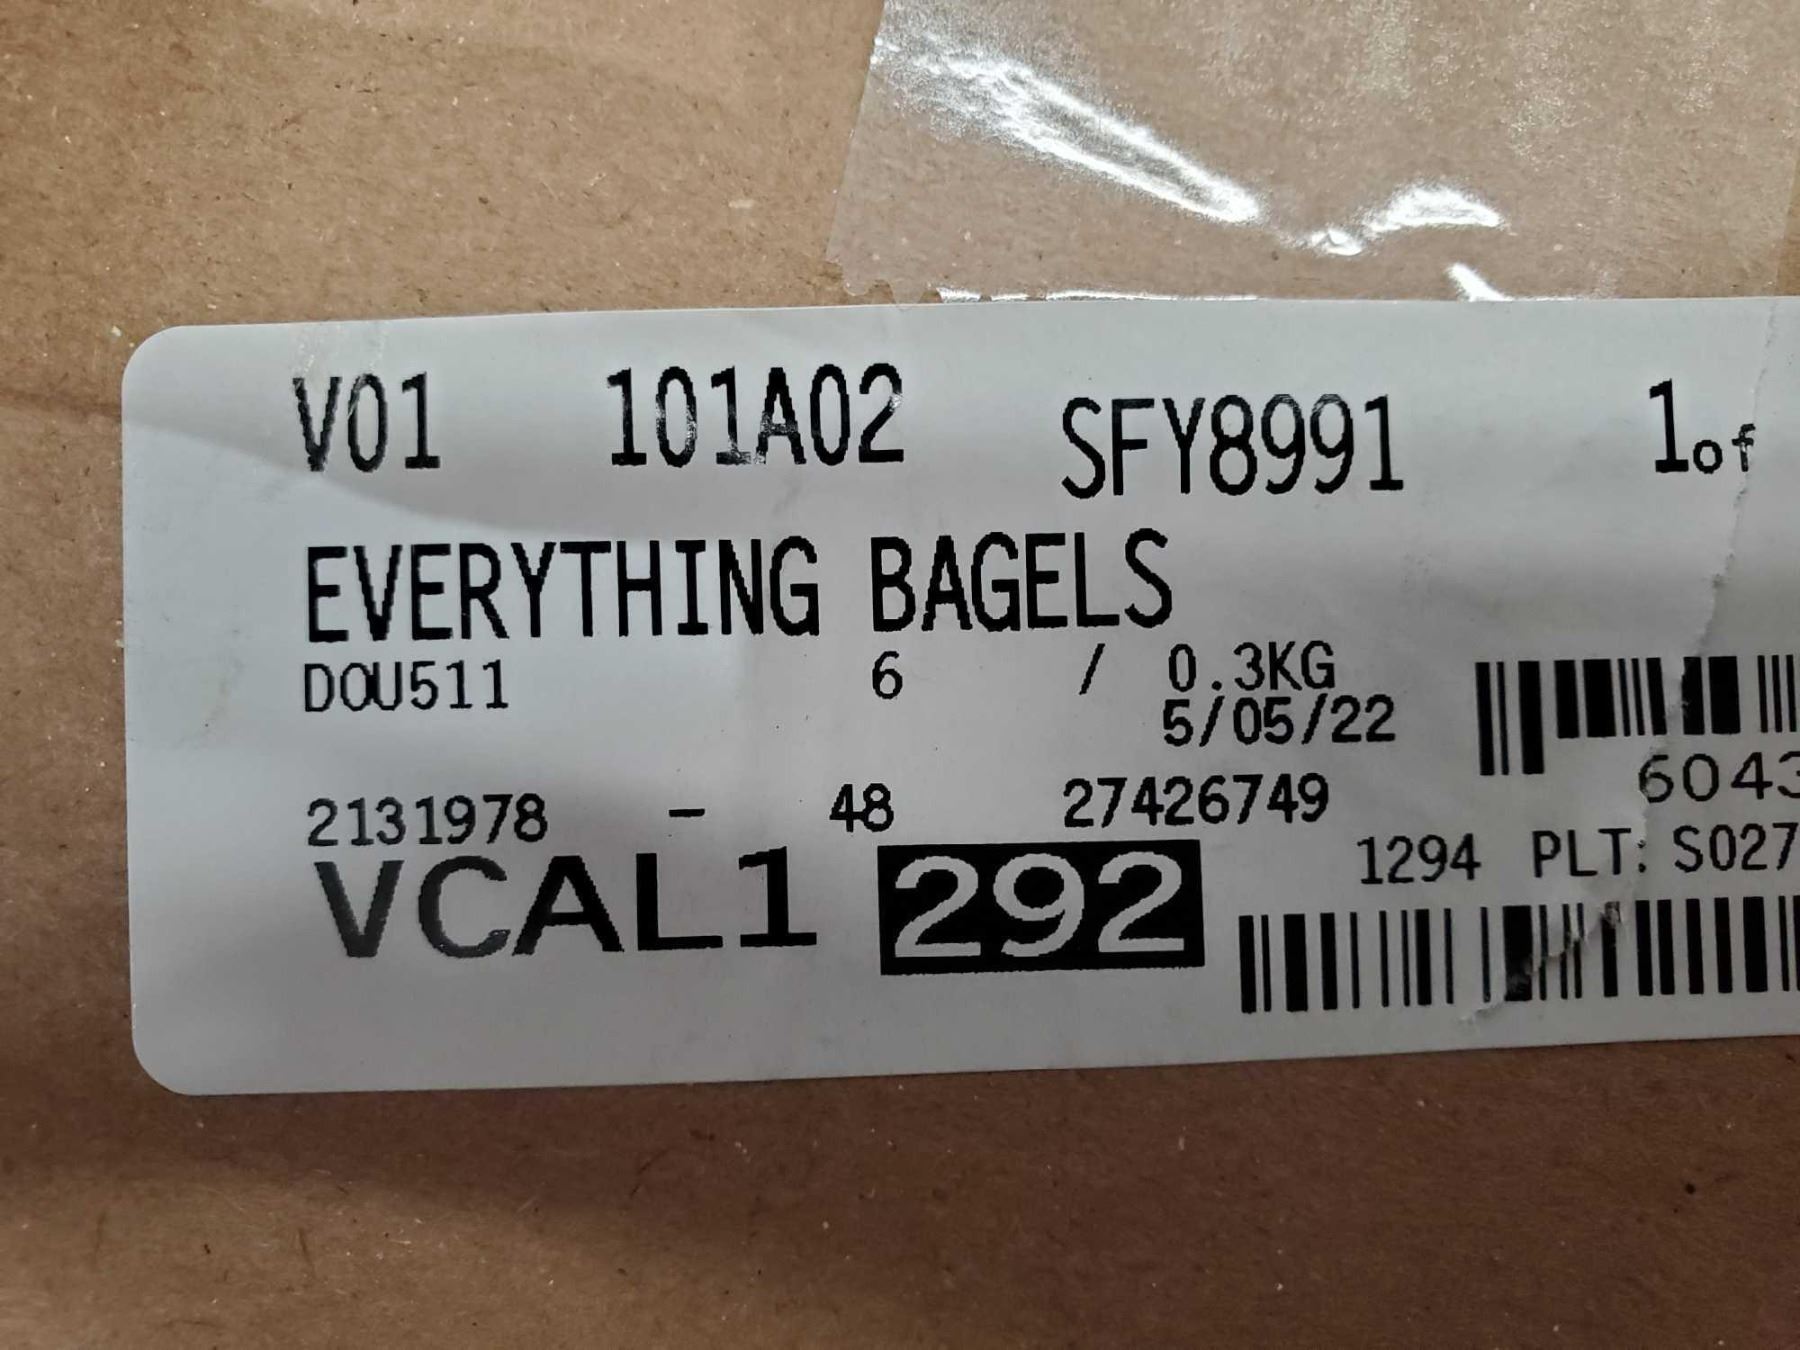 V01 101A02 SFY8991 1of
EVERYTHING BAGELS
DOU511 6 / 0.3KG
5/05/22
2131978 - 48 27426749
6043
1294 PLT: S027
VCAL1 292